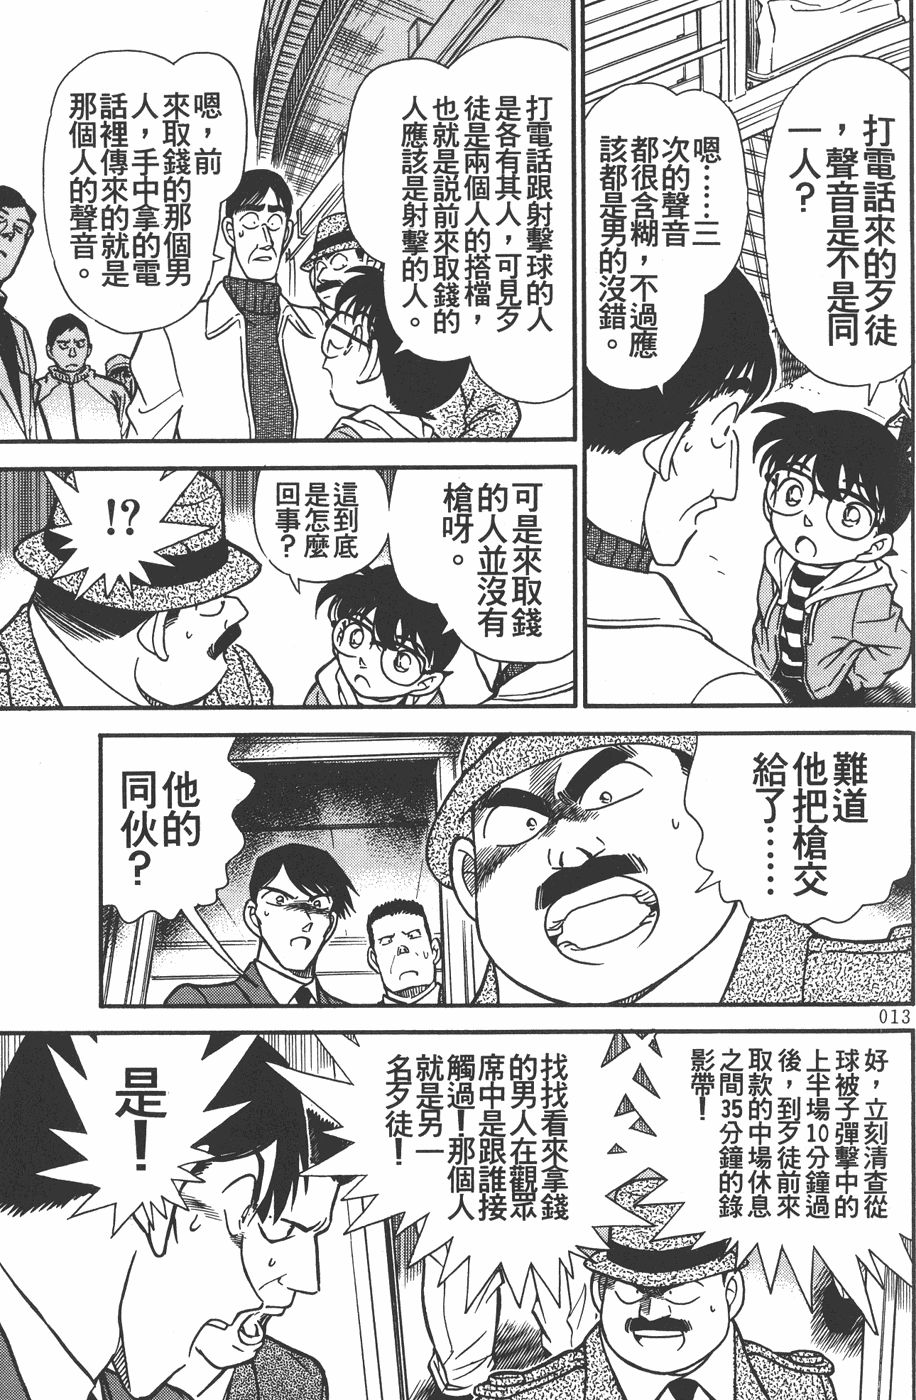 打電話來的歹徒
，聲音是不是同
一人？
嗯……三
次的聲音
都很含糊，不過應
該都是男的沒錯。
打電話跟射擊球的人
是各有其人，可見歹
徒是兩個人的搭檔，
也就是說前來取錢的
人應該是射擊的人。
嗯，前
來取錢的那個男
人，手中拿的電
話裡傳來的就是
那個人的聲音。
可是來取錢
的人並沒有
槍呀。
這到底
是怎麼
回事？
!?
難道
他把槍交
給了……
他的
同伙？
013
好，立刻清查從
球被子彈擊中的
上半場10分鐘過
後，到歹徒前來
取款的中場休息
之間35分鐘的錄
影帶！
找找看來拿錢
的男人在觀眾
席中是跟誰接
觸過！那個人
就是另一
名歹徒！
是！